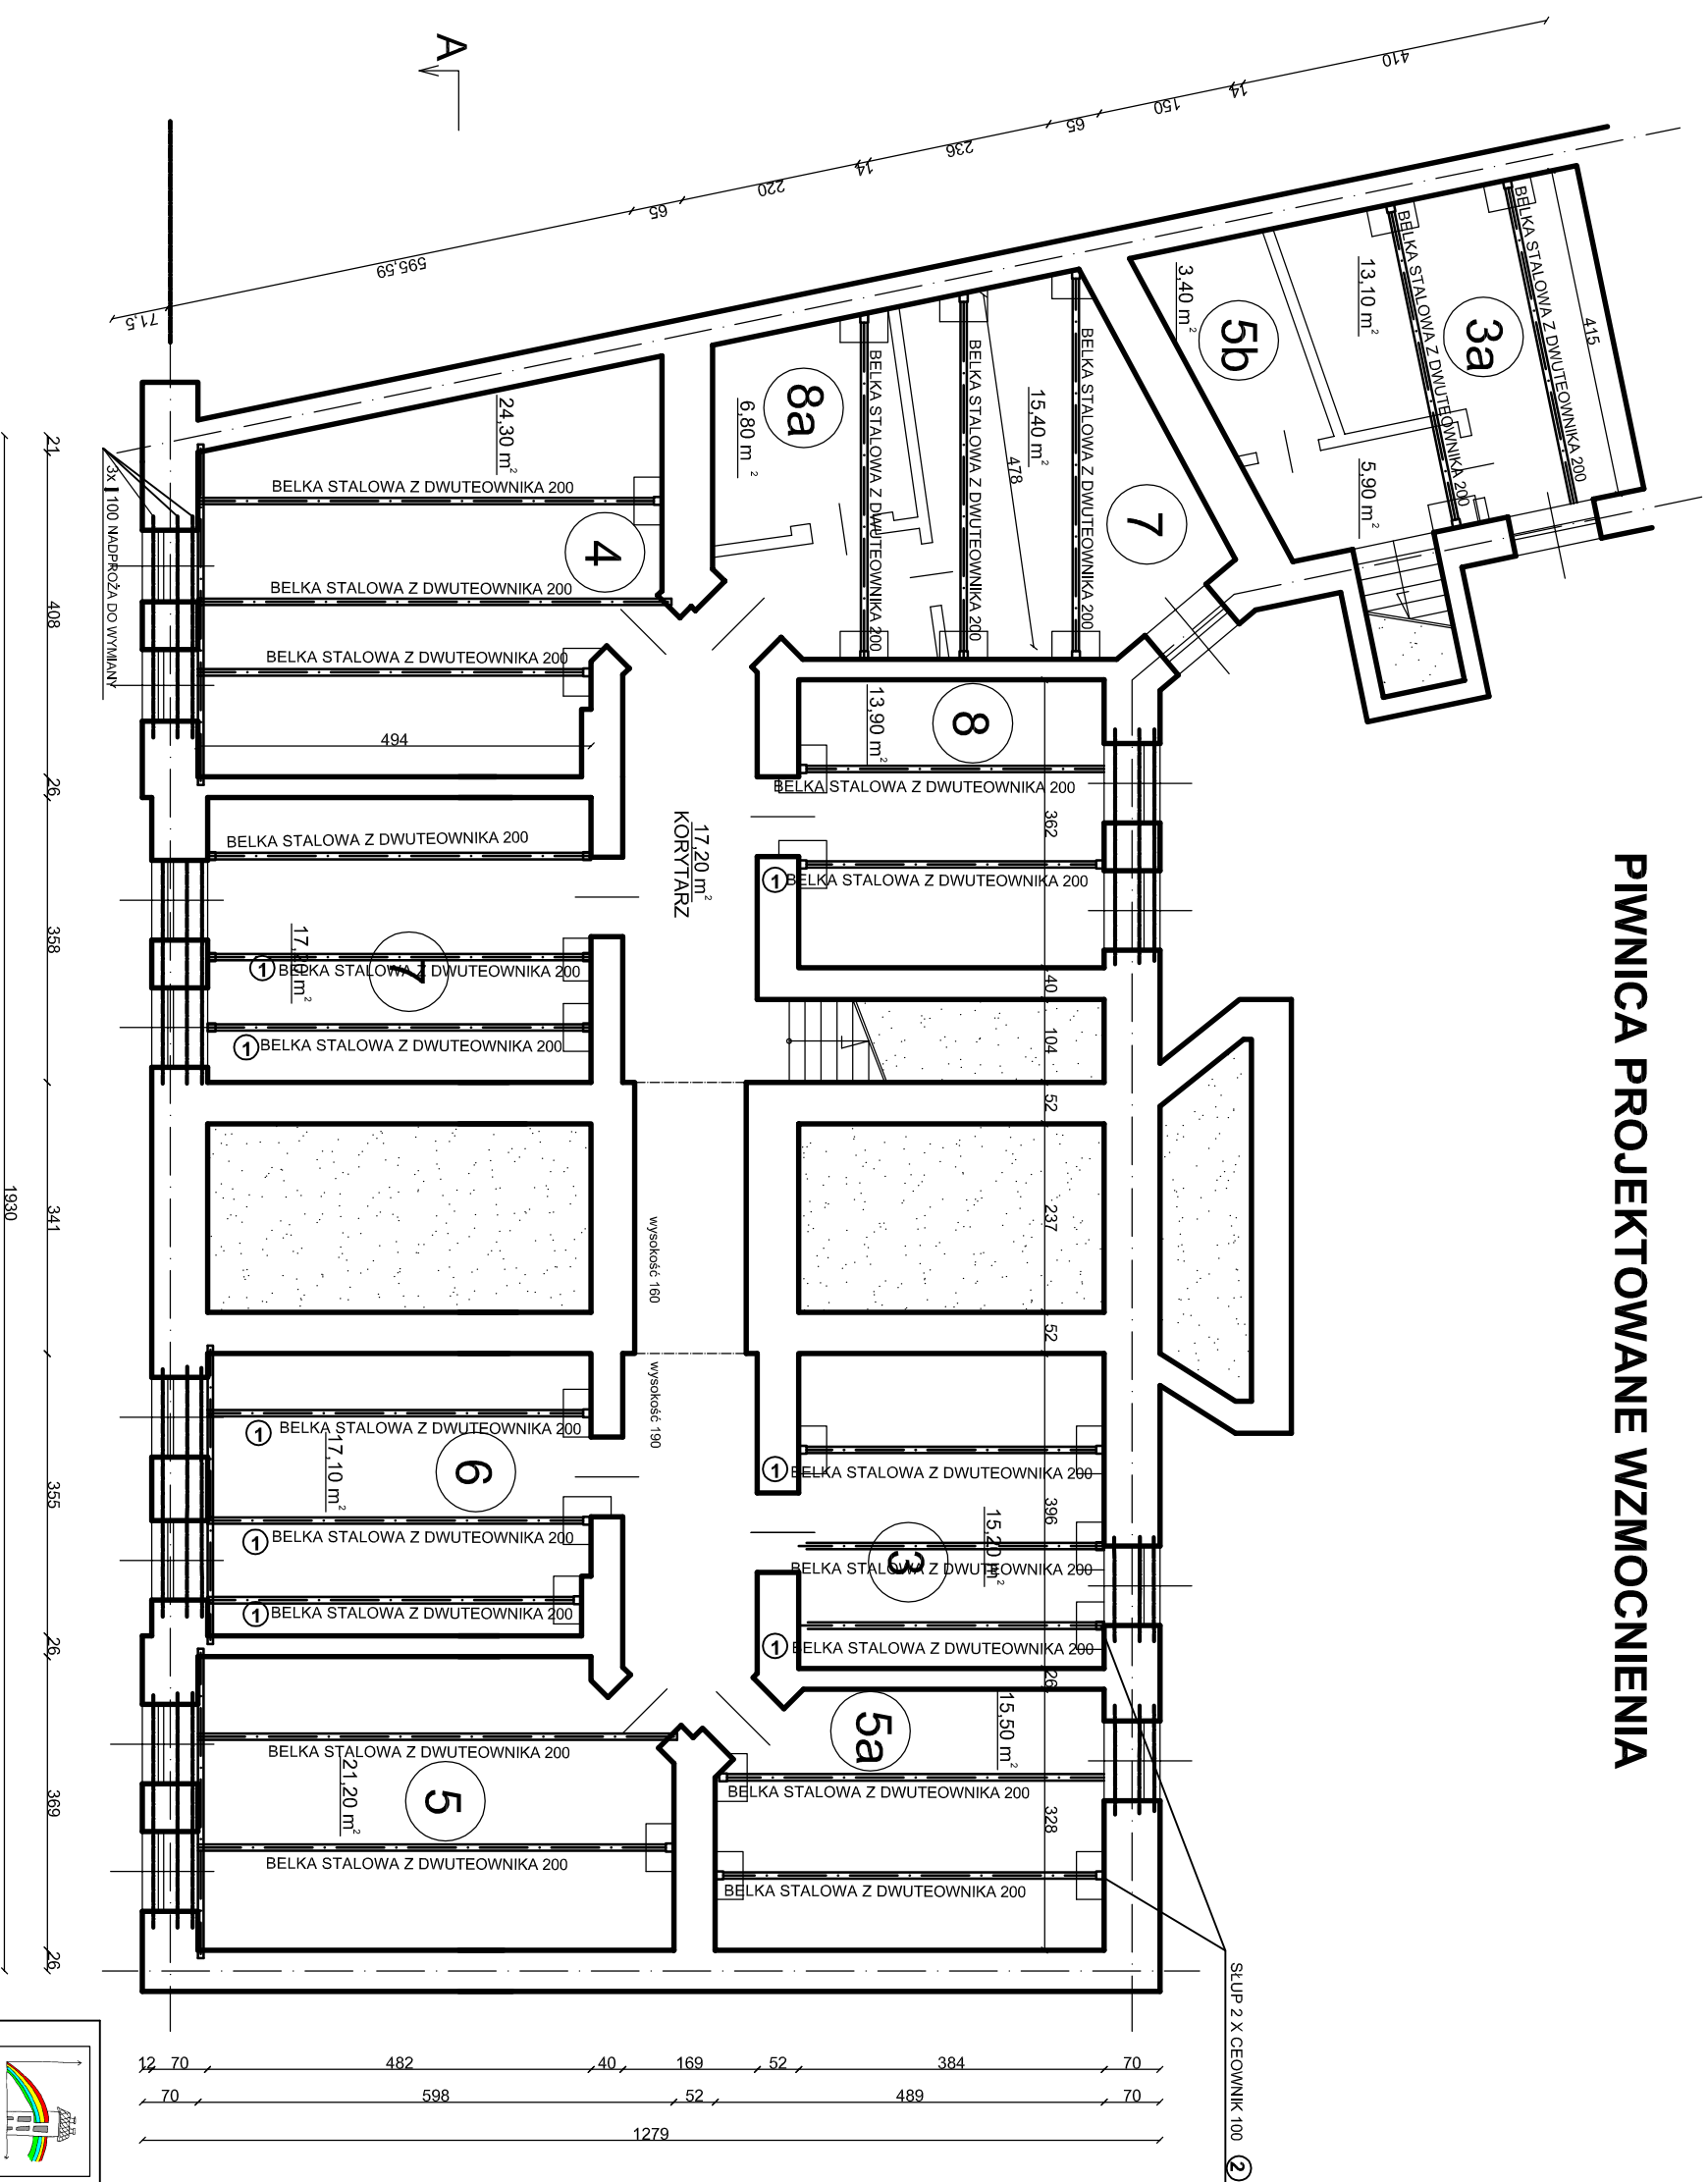 PIWNICA PROJEKTOWANE WZMOCNIENIA
A
410
14
150
65
236
14
220
65
595,59
71,5
BELKA STALOWA Z DWUTEOWNIKA 200
415
BELKA STALOWA Z DWUTEOWNIKA 200
3a
13,10 m²
5b
3,40 m²
5,90 m²
BELKA STALOWA Z DWUTEOWNIKA 200
15,40 m²
478
7
BELKA STALOWA Z DWUTEOWNIKA 200
BELKA STALOWA Z DWUTEOWNIKA 200
8a
6,80 m²
24,30 m²
BELKA STALOWA Z DWUTEOWNIKA 200
4
BELKA STALOWA Z DWUTEOWNIKA 200
BELKA STALOWA Z DWUTEOWNIKA 200
494
3x I 100 NADPROŻA DO WYMIANY
13,90 m²
8
BELKA STALOWA Z DWUTEOWNIKA 200
362
1 BELKA STALOWA Z DWUTEOWNIKA 200
17,20 m²
KORYTARZ
BELKA STALOWA Z DWUTEOWNIKA 200
17,20 m²
7
1 BELKA STALOWA Z DWUTEOWNIKA 200
1 BELKA STALOWA Z DWUTEOWNIKA 200
40
104
52
237
52
wysokość 160
wysokość 190
1 BELKA STALOWA Z DWUTEOWNIKA 200
17,10 m²
6
1 BELKA STALOWA Z DWUTEOWNIKA 200
1 BELKA STALOWA Z DWUTEOWNIKA 200
1 BELKA STALOWA Z DWUTEOWNIKA 200
396
15,20 m²
3
BELKA STALOWA Z DWUTEOWNIKA 200
1 BELKA STALOWA Z DWUTEOWNIKA 200
26
15,50 m²
5a
BELKA STALOWA Z DWUTEOWNIKA 200
328
BELKA STALOWA Z DWUTEOWNIKA 200
BELKA STALOWA Z DWUTEOWNIKA 200
21,20 m²
5
BELKA STALOWA Z DWUTEOWNIKA 200
SŁUP 2 X CEOWNIK 100 2
21
408
26
358
341
355
26
369
26
1930
12
70
482
40
169
52
384
70
70
598
52
489
70
1279